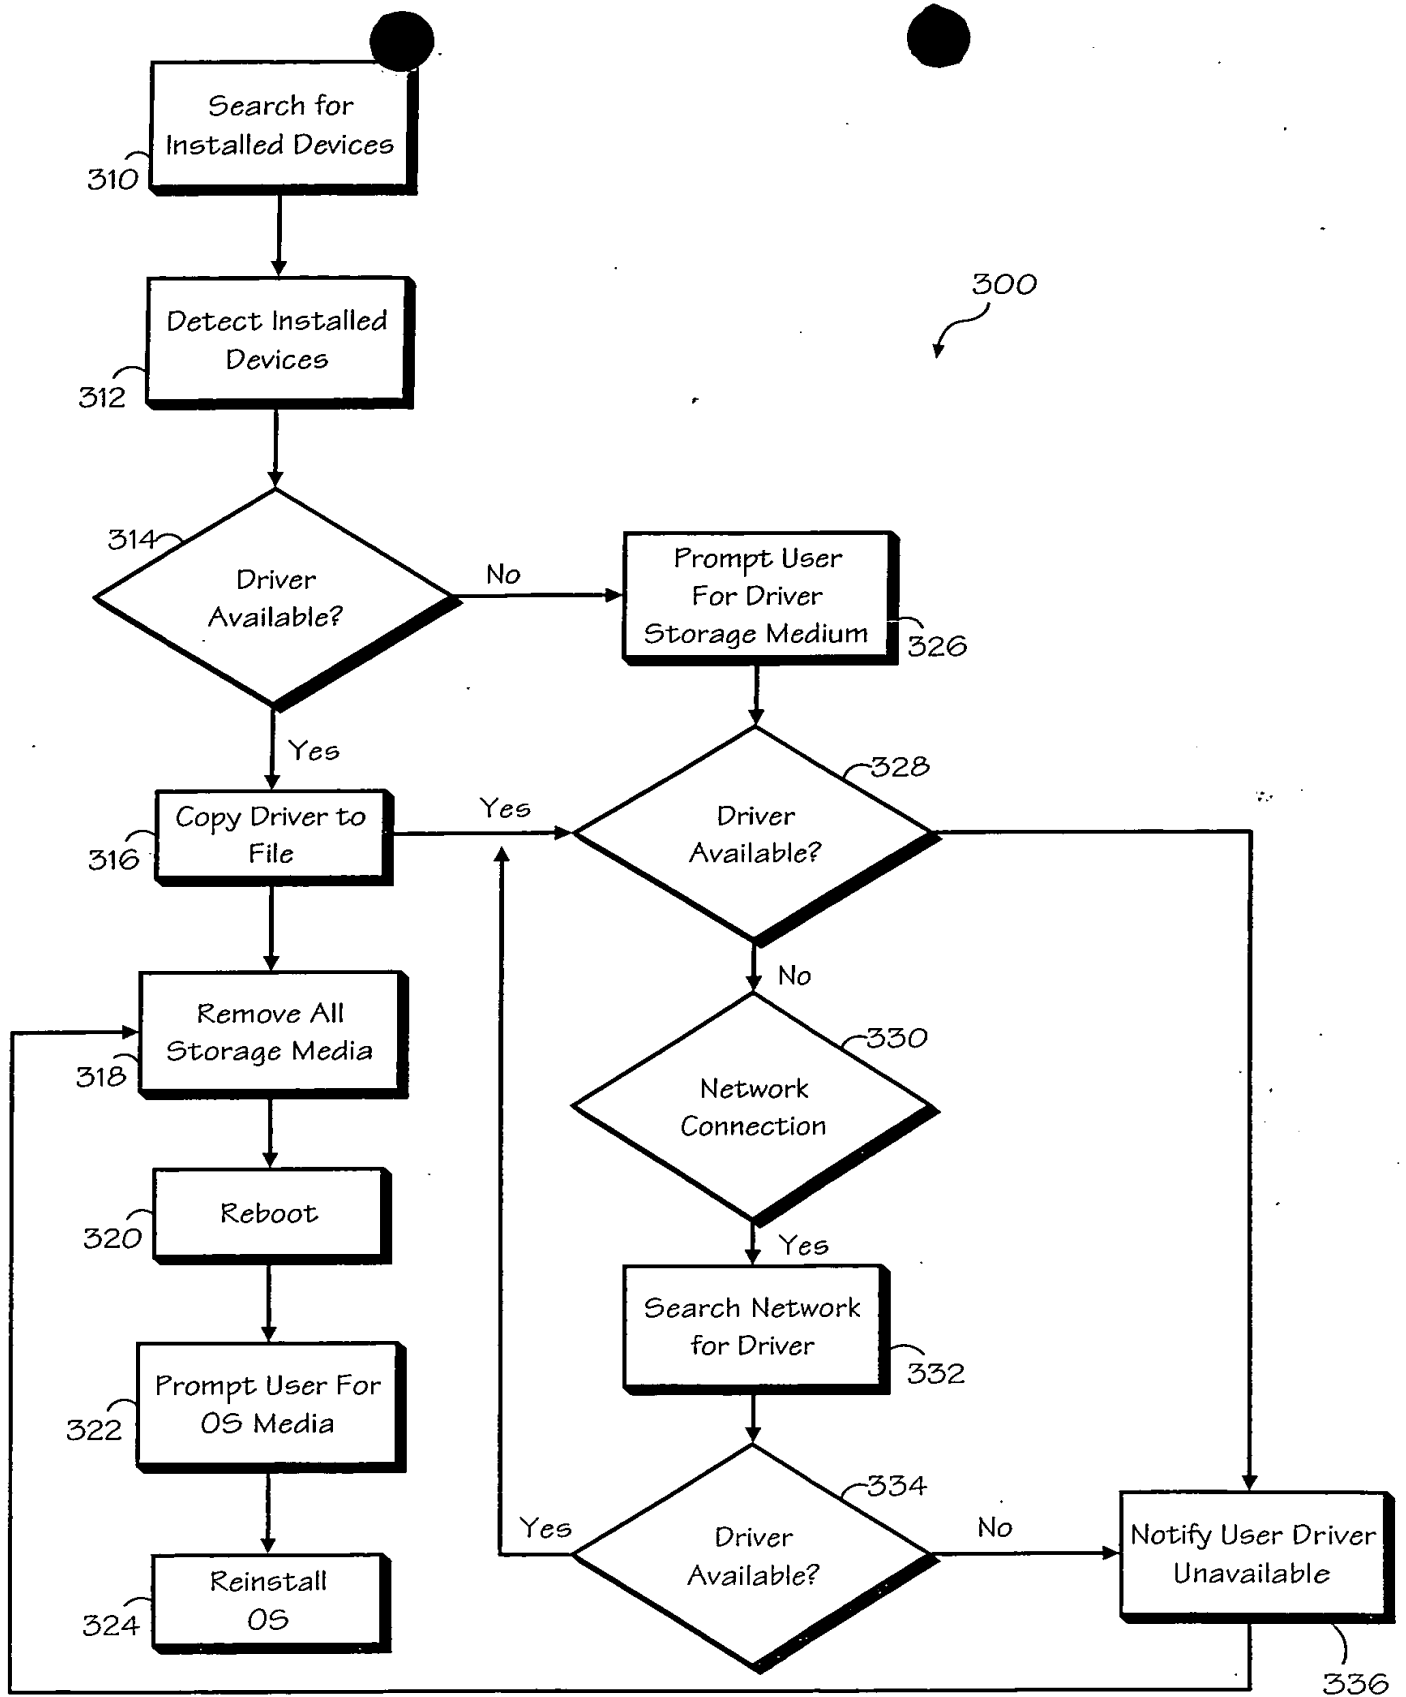 Search for
Installed Devices
310
Detect Installed
Devices
312
300
314
Driver
Available?
No
Prompt User
For Driver
Storage Medium
326
Yes
328
Copy Driver to
File
316
Yes
Driver
Available?
No
Remove All
Storage Media
318
330
Network
Connection
Reboot
320
Yes
Search Network
for Driver
332
Prompt User For
OS Media
322
334
Yes
Driver
Available?
No
Notify User Driver
Unavailable
336
Reinstall
OS
324